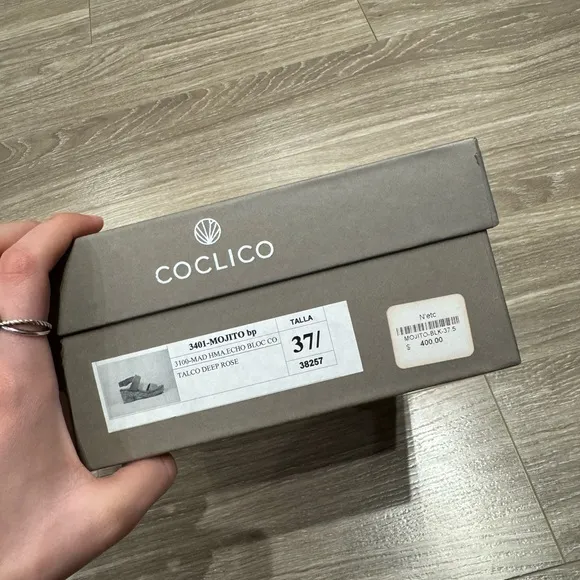 COCLICO
3401-MOJITO bp
3100-MAD HMA ECHO BLOC CO
TALCO DEEP ROSE
TALLA
37/
38257
N'etc
MOJITO-BLK-37.5
$ 400.00